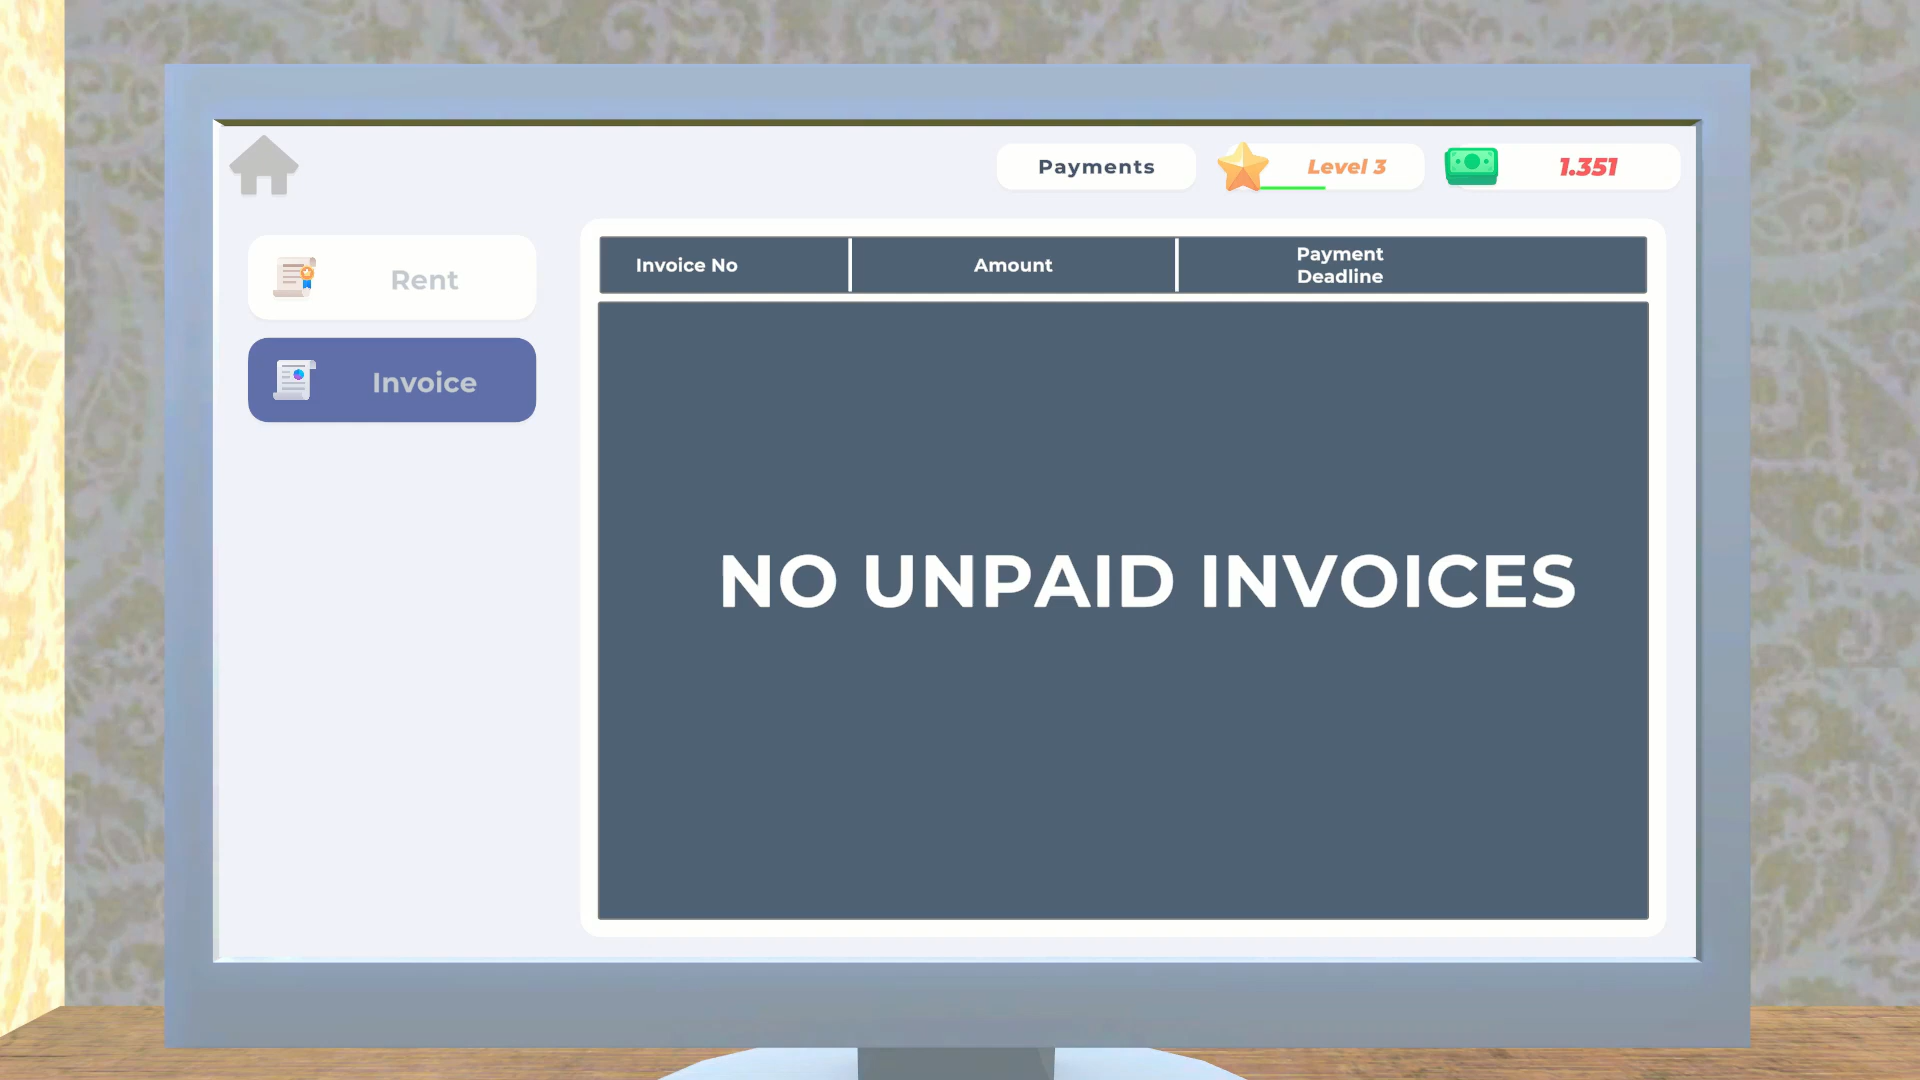 Payments
Level 3
1.351
Rent
Invoice
Invoice No
Amount
Payment
Deadline
NO UNPAID INVOICES